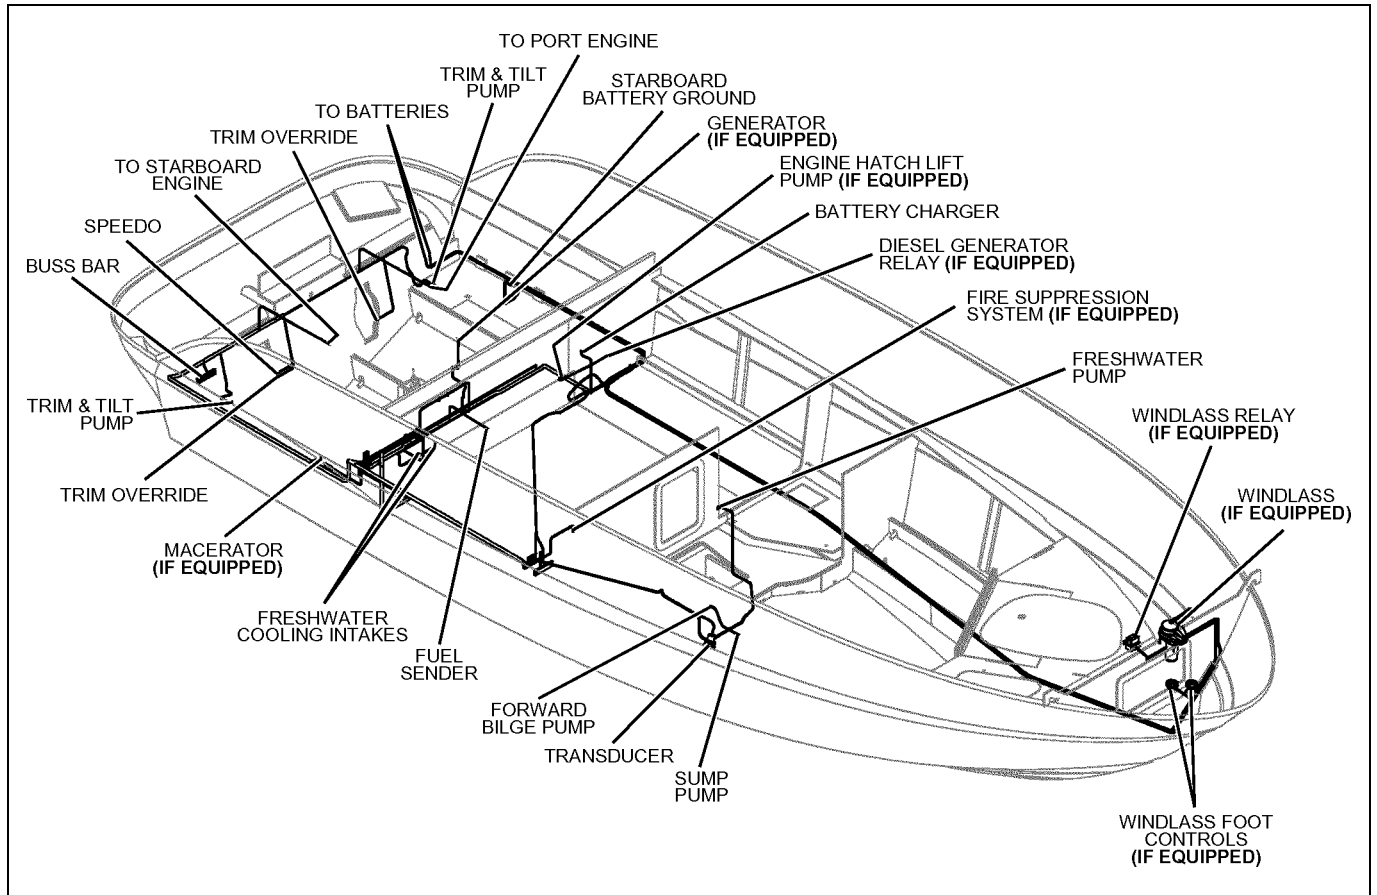 TO PORT ENGINE
TRIM & TILT
PUMP
STARBOARD
BATTERY GROUND
TO BATTERIES
GENERATOR
(IF EQUIPPED)
TRIM OVERRIDE
ENGINE HATCH LIFT
PUMP (IF EQUIPPED)
TO STARBOARD
ENGINE
BATTERY CHARGER
SPEEDO
DIESEL GENERATOR
RELAY (IF EQUIPPED)
BUSS BAR
FIRE SUPPRESSION
SYSTEM (IF EQUIPPED)
FRESHWATER
PUMP
TRIM & TILT
PUMP
WINDLASS RELAY
(IF EQUIPPED)
TRIM OVERRIDE
WINDLASS
(IF EQUIPPED)
MACERATOR
(IF EQUIPPED)
FRESHWATER
COOLING INTAKES
FUEL
SENDER
FORWARD
BILGE PUMP
TRANSDUCER
SUMP
PUMP
WINDLASS FOOT
CONTROLS
(IF EQUIPPED)